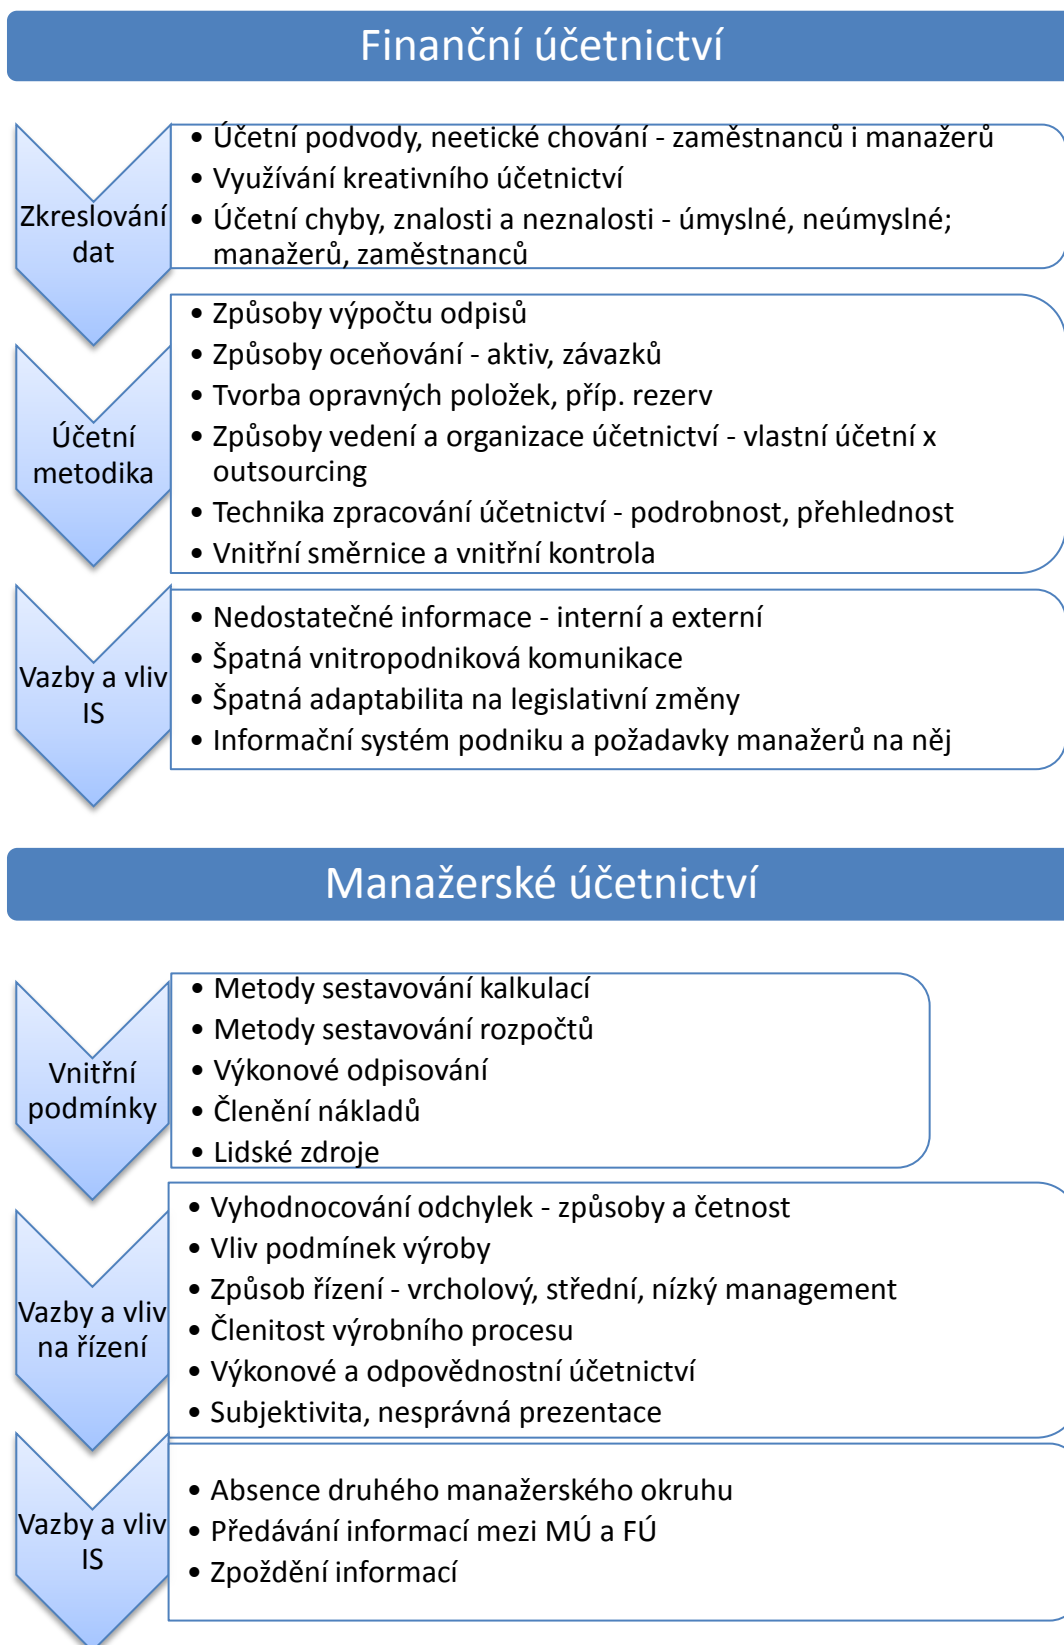 Finanční účetnictví
Zkreslování
dat
• Účetní podvody, neetické chování - zaměstnanců i manažerů
• Využívání kreativního účetnictví
• Účetní chyby, znalosti a neznalosti - úmyslné, neúmyslné;
manažerů, zaměstnanců
Účetní
metodika
• Způsoby výpočtu odpisů
• Způsoby oceňování - aktiv, závazků
• Tvorba opravných položek, příp. rezerv
• Způsoby vedení a organizace účetnictví - vlastní účetní x
outsourcing
• Technika zpracování účetnictví - podrobnost, přehlednost
• Vnitřní směrnice a vnitřní kontrola
Vazby a vliv
IS
• Nedostatečné informace - interní a externí
• Špatná vnitropodniková komunikace
• Špatná adaptabilita na legislativní změny
• Informační systém podniku a požadavky manažerů na něj
Manažerské účetnictví
Vnitřní
podmínky
• Metody sestavování kalkulací
• Metody sestavování rozpočtů
• Výkonové odpisování
• Členění nákladů
• Lidské zdroje
Vazby a vliv
na řízení
• Vyhodnocování odchylek - způsoby a četnost
• Vliv podmínek výroby
• Způsob řízení - vrcholový, střední, nízký management
• Členitost výrobního procesu
• Výkonové a odpovědnostní účetnictví
• Subjektivita, nesprávná prezentace
Vazby a vliv
IS
• Absence druhého manažerského okruhu
• Předávání informací mezi MÚ a FÚ
• Zpoždění informací